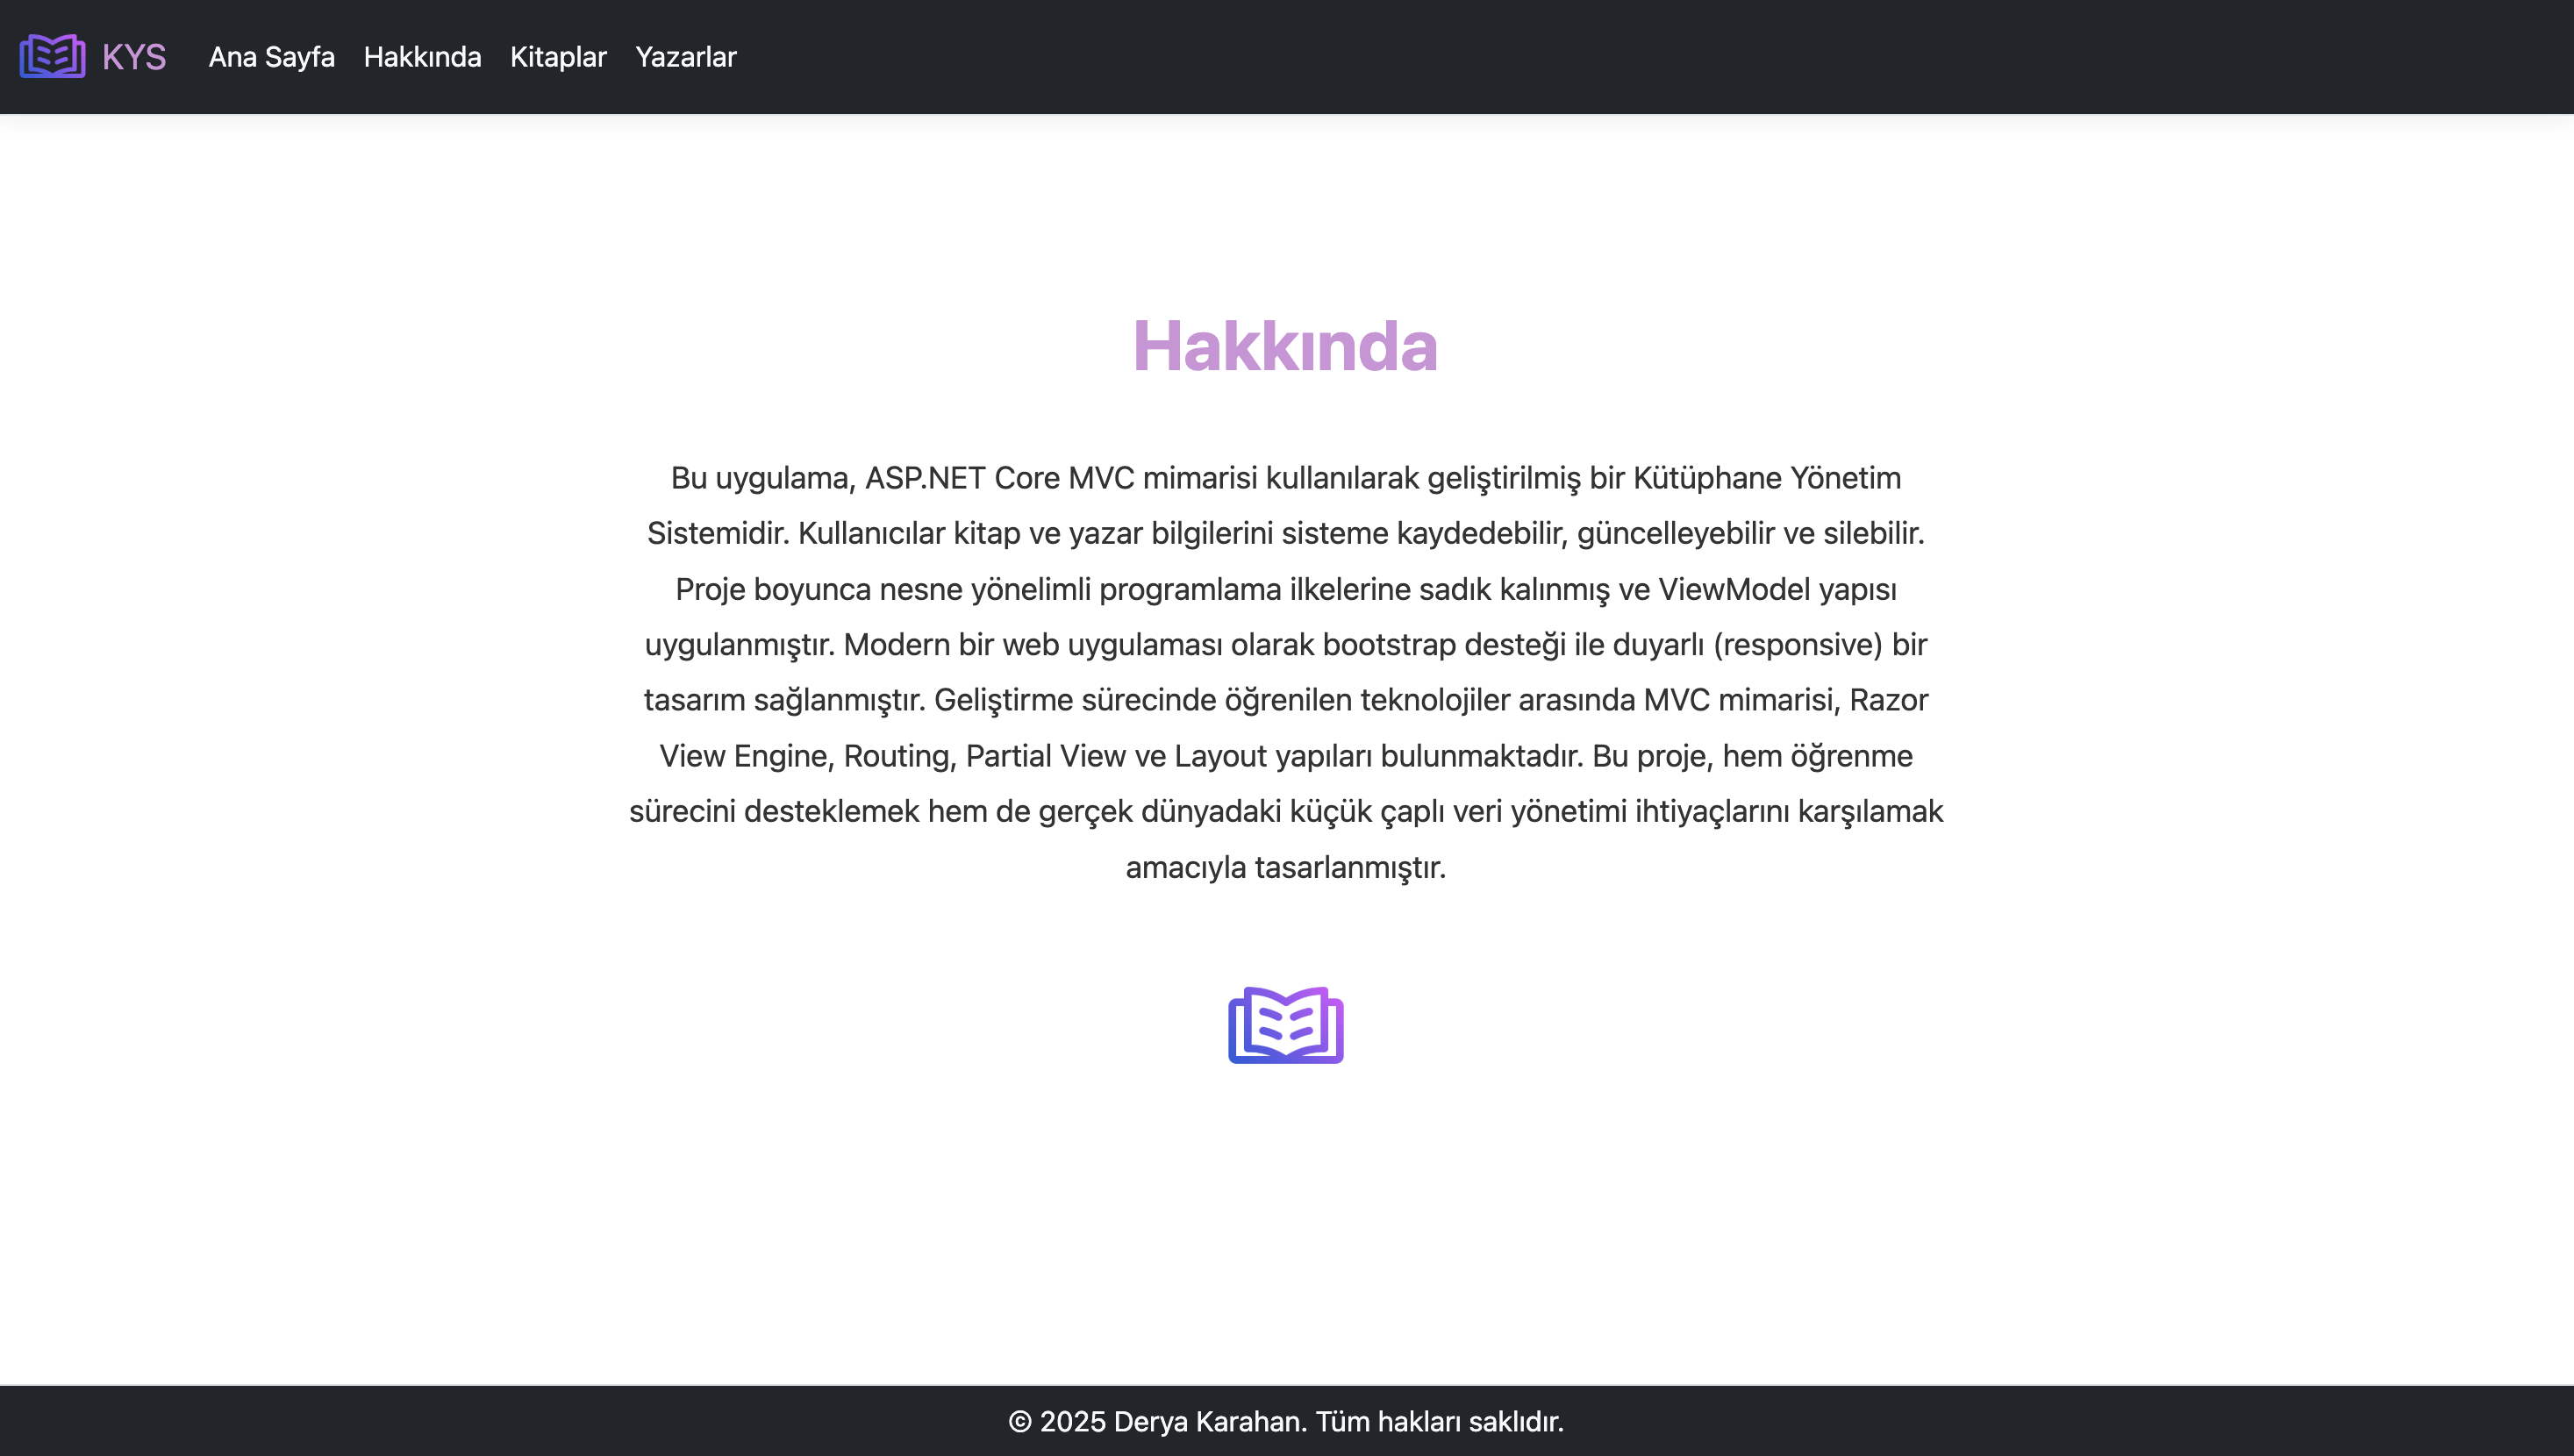 KYS Ana Sayfa Hakkında Kitaplar Yazarlar
Hakkında
Bu uygulama, ASP.NET Core MVC mimarisi kullanılarak geliştirilmiş bir Kütüphane Yönetim
Sistemidir. Kullanıcılar kitap ve yazar bilgilerini sisteme kaydedebilir, güncelleyebilir ve silebilir.
Proje boyunca nesne yönelimli programlama ilkelerine sadık kalınmış ve ViewModel yapısı
uygulanmıştır. Modern bir web uygulaması olarak bootstrap desteği ile duyarlı (responsive) bir
tasarım sağlanmıştır. Geliştirme sürecinde öğrenilen teknolojiler arasında MVC mimarisi, Razor
View Engine, Routing, Partial View ve Layout yapıları bulunmaktadır. Bu proje, hem öğrenme
sürecini desteklemek hem de gerçek dünyadaki küçük çaplı veri yönetimi ihtiyaçlarını karşılamak
amacıyla tasarlanmıştır.
© 2025 Derya Karahan. Tüm hakları saklıdır.